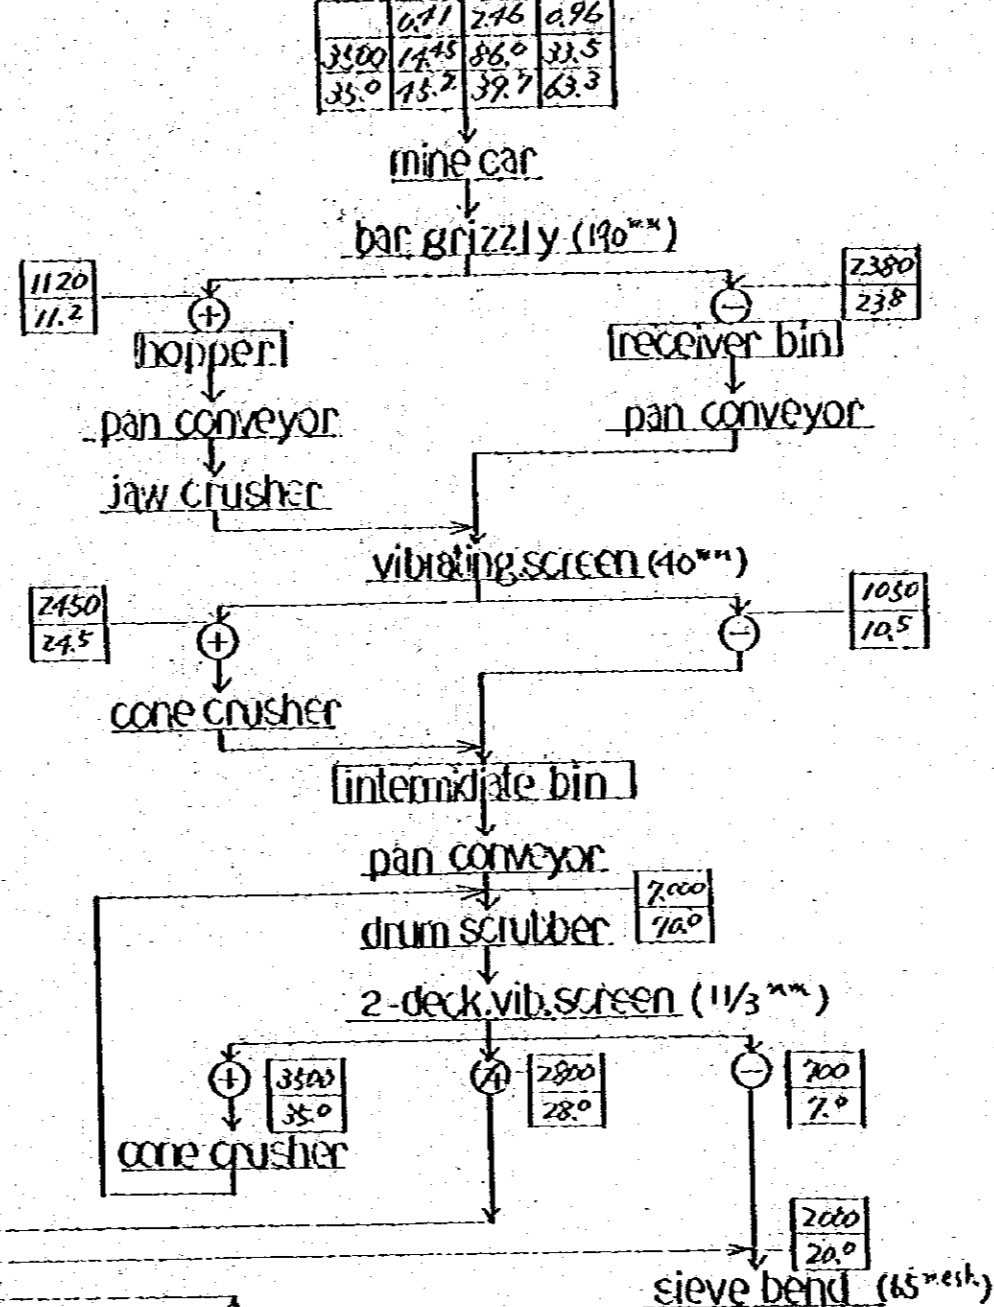 0.41 2.46 0.96
3500 14.45 86.0 33.5
35.0 15.2 39.7 63.3
mine car
bar grizzly (190mm)
1120
11.2
2380
23.8
+
-
hopper
receiver bin
pan conveyor
pan conveyor
jaw crusher
vibrating screen (40mm)
2450
24.5
1050
10.5
+
-
cone crusher
intermidiate bin
pan conveyor
7.000
70.0
drum scrubber
2-deck.vib.screen (11/3mm)
+
3500
35.0
2800
28.0
-
700
7.0
cone crusher
2000
20.0
sieve bend (65mesh)